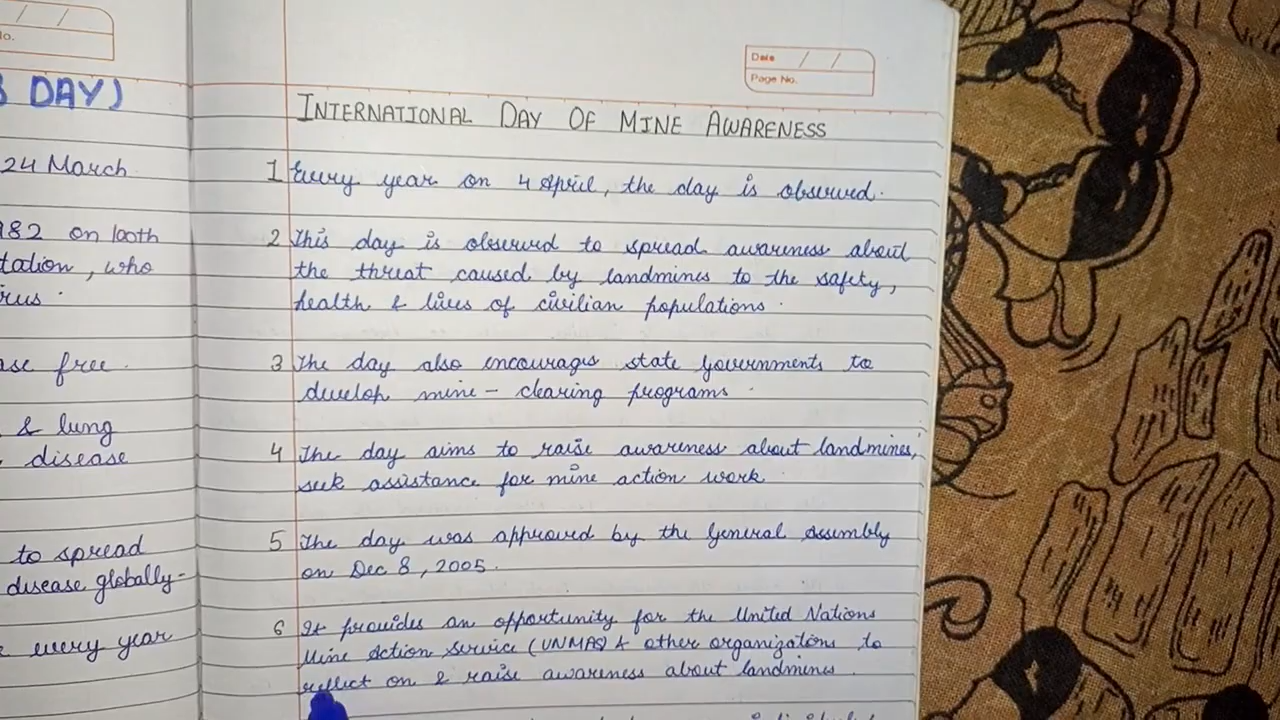 o.
DAY)
24 March
982 on 100th
tation, who
irus.
ase free.
& lung
disease
to spread
disease globally-
every year
Date / /
Page No.
INTERNATIONAL DAY OF MINE AWARENESS
1 Every year on 4 April, the day is observed.
2 This day is observed to spread awareness about
the threat caused by landmines to the safety,
health & lives of civilian populations.
3 The day also encourages state Governments to
develop mine - clearing programs
4 The day aims to raise awareness about landmines,
seek assistance for mine action work.
5 The day was approved by the General Assembly
on Dec 8, 2005.
6 It provides an opportunity for the United Nations
Mine Action Service (UNMAS) & other organizations to
reflect on & raise awareness about landmines.